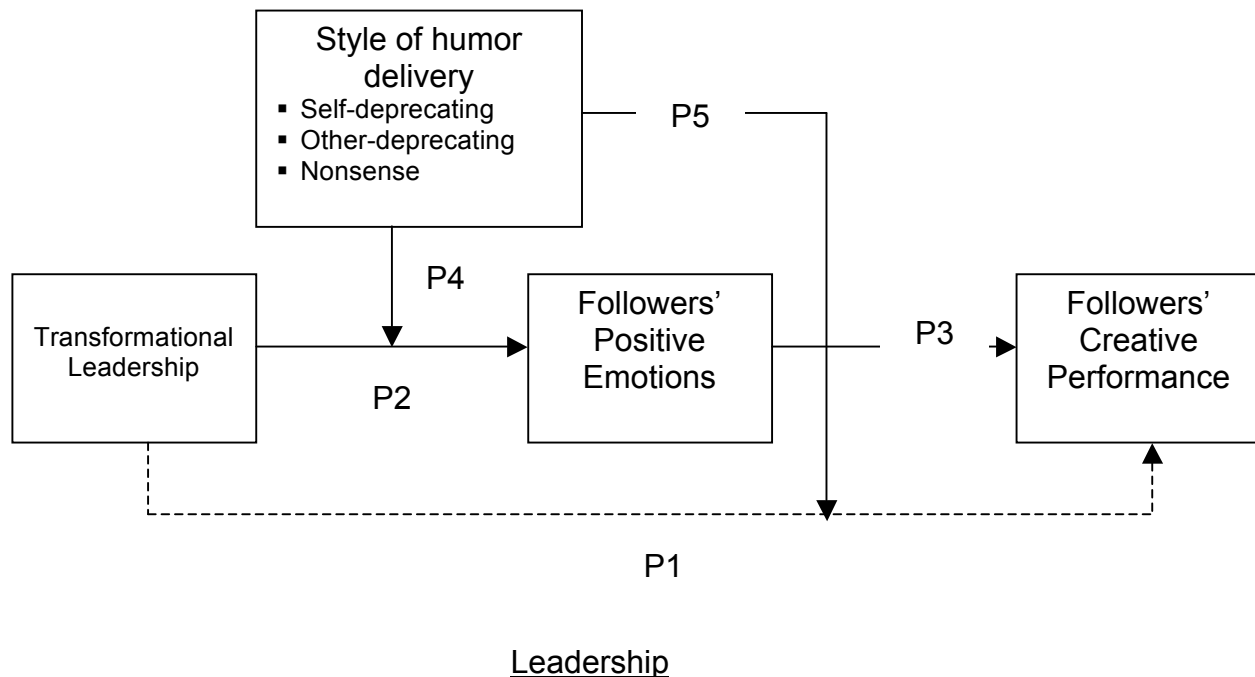 Style of humor
delivery
▪ Self-deprecating
▪ Other-deprecating
▪ Nonsense
P5
P4
Transformational
Leadership
P2
Followers’
Positive
Emotions
P3
Followers’
Creative
Performance
P1
Leadership